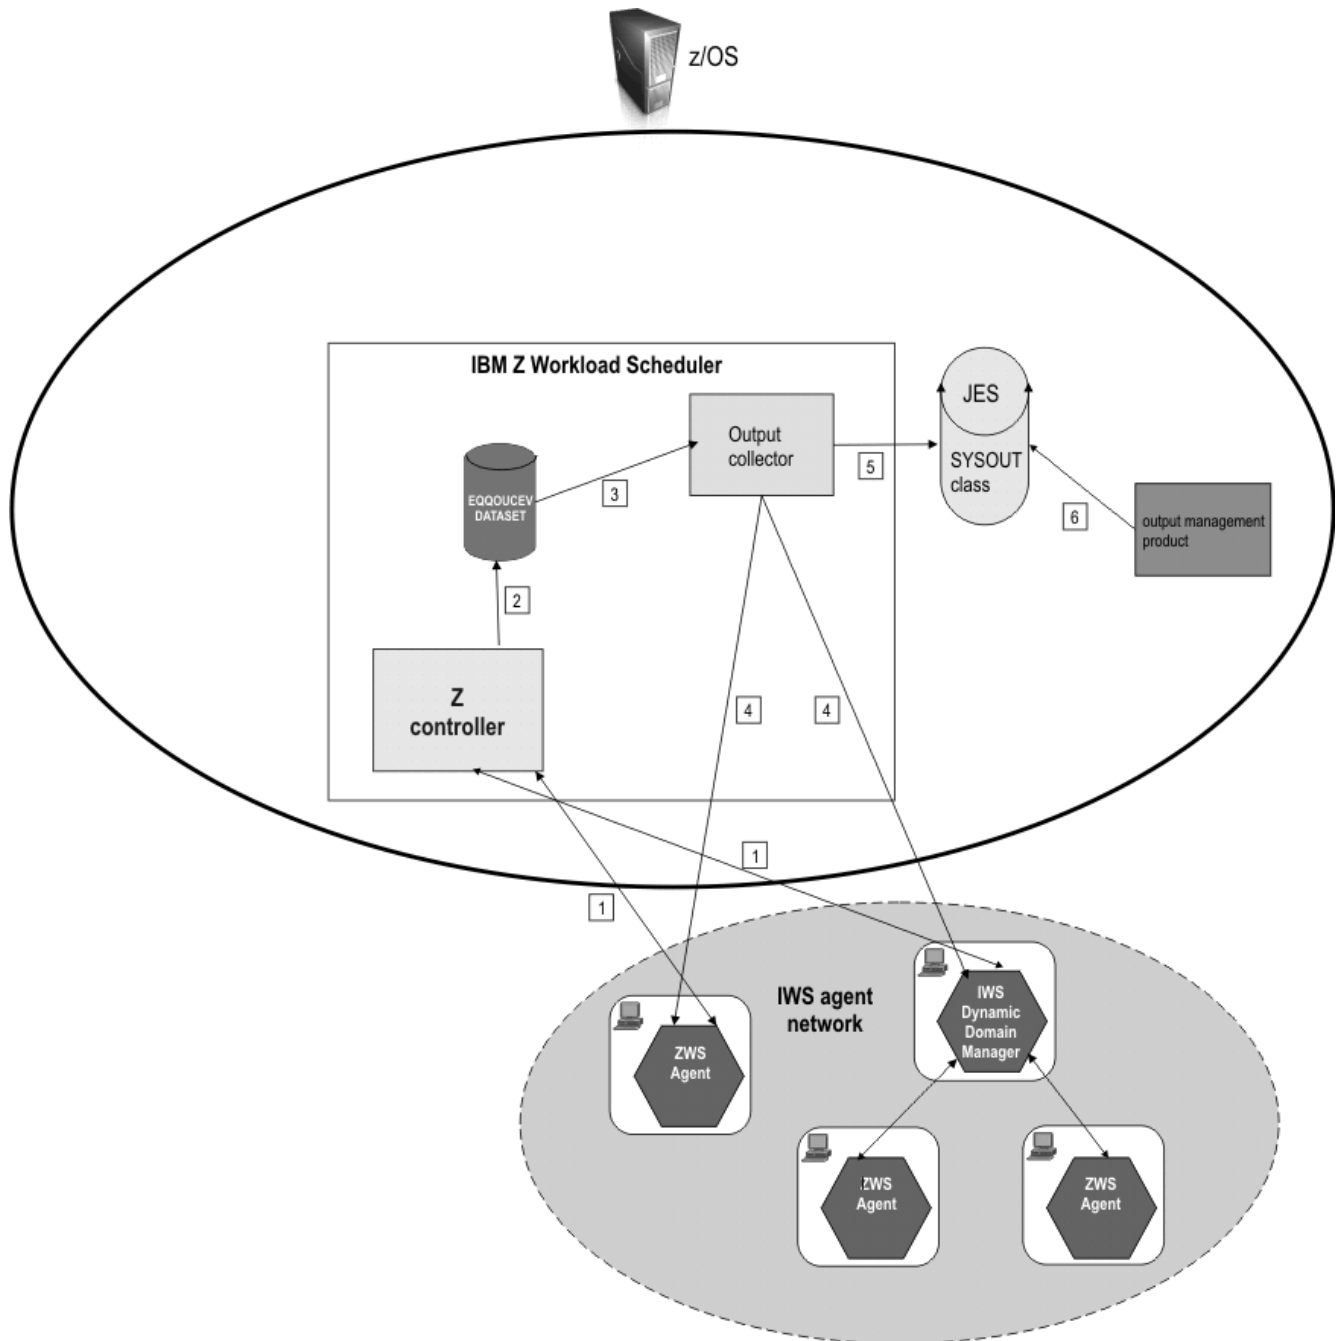 z/OS
IBM Z Workload Scheduler
JES
Output
collector
SYSOUT
class
5
3
EQQOUCEV
DATASET
6
output management
product
2
Z
controller
4
4
1
1
IWS agent
network
IWS
Dynamic
Domain
Manager
ZWS
Agent
ZWS
Agent
ZWS
Agent